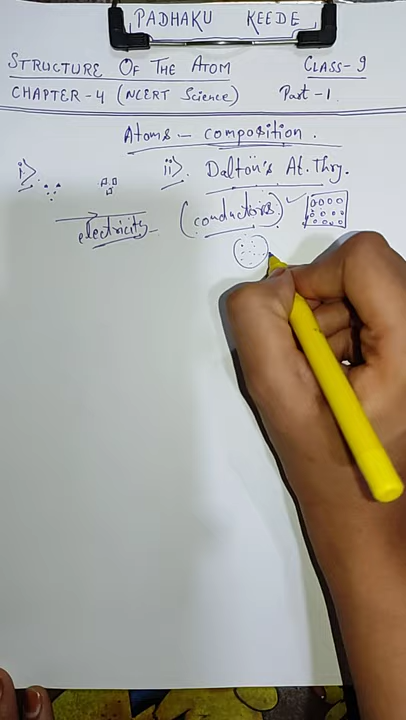 PADHAKU KEEDE
STRUCTURE OF THE ATOM CLASS-9
CHAPTER-4 (NCERT Science) Part-1.
Atoms - composition.
i> ii> Dalton's At. Thry.
electricity (conductors)